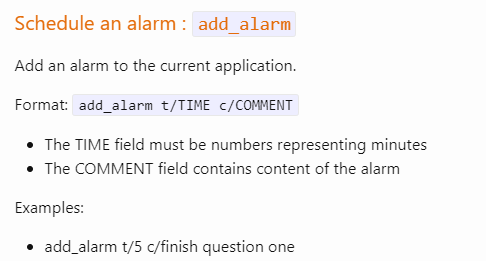 Schedule an alarm : add_alarm
Add an alarm to the current application.
Format: add_alarm t/TIME c/COMMENT
The TIME field must be numbers representing minutes
The COMMENT field contains content of the alarm
Examples:
add_alarm t/5 c/finish question one